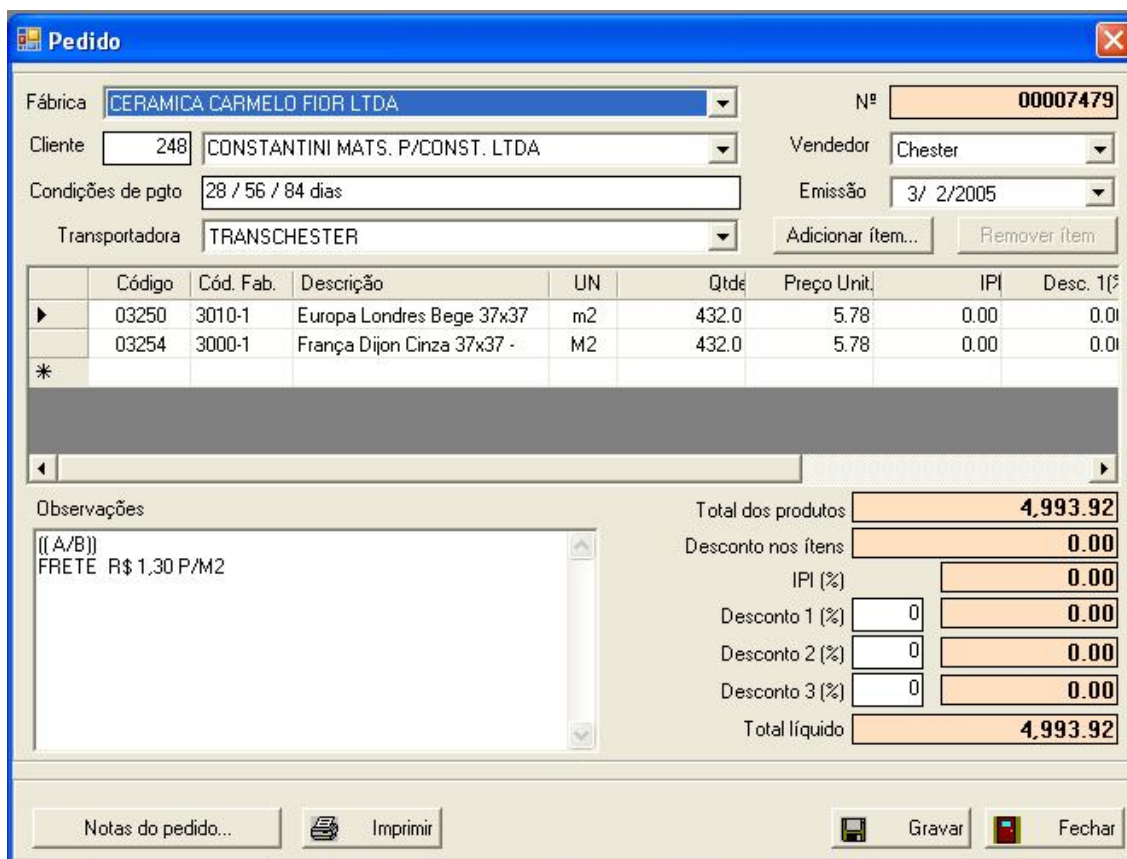 Pedido
Fábrica CERAMICA CARMELO FIOR LTDA Nº 00007479
Cliente 248 CONSTANTINI MATS. P/CONST. LTDA Vendedor Chester
Condições de pgto 28 / 56 / 84 dias Emissão 3/ 2/2005
Transportadora TRANSCHESTER Adicionar ítem... Remover ítem
Código Cód. Fab. Descrição UN Qtde Preço Unit. IPI Desc. 1(%
03250 3010-1 Europa Londres Bege 37x37 m2 432.0 5.78 0.00 0.0
03254 3000-1 França Dijon Cinza 37x37 - M2 432.0 5.78 0.00 0.0
*
Observações
(( A/B))
FRETE R$ 1,30 P/M2
Total dos produtos 4,993.92
Desconto nos ítens 0.00
IPI (%) 0.00
Desconto 1 (%) 0 0.00
Desconto 2 (%) 0 0.00
Desconto 3 (%) 0 0.00
Total líquido 4,993.92
Notas do pedido... Imprimir Gravar Fechar